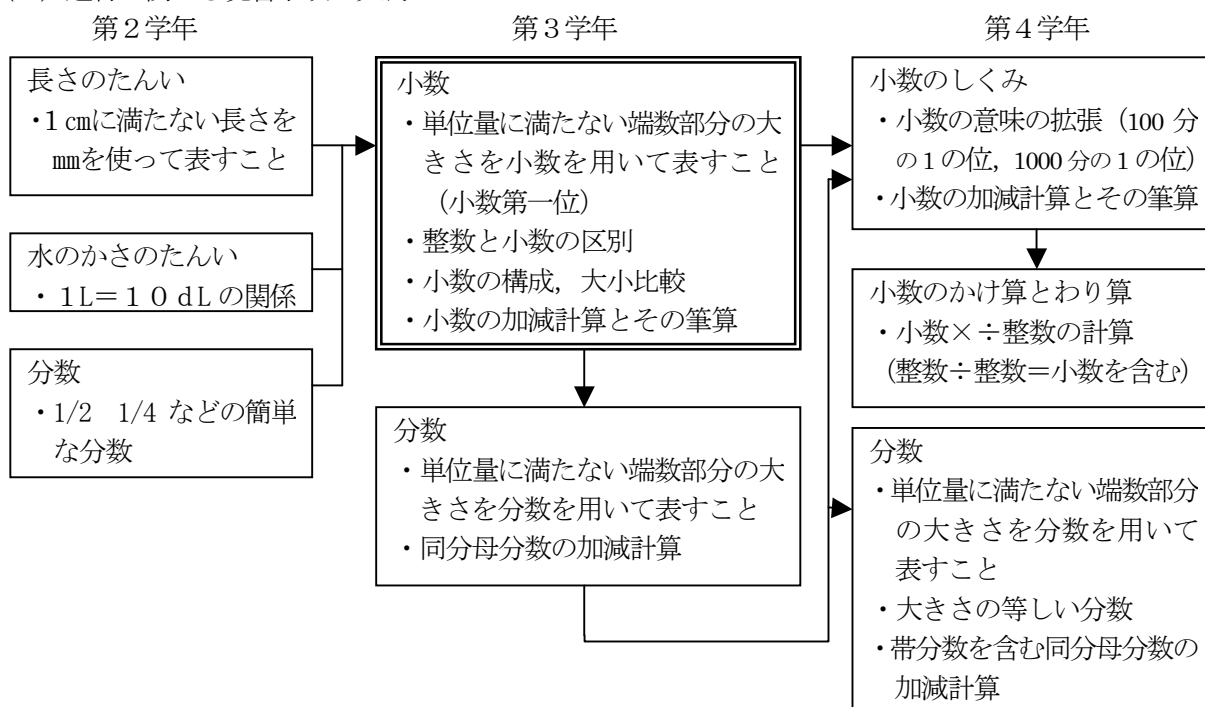 第２学年
第３学年
第４学年
長さのたんい
・１㎝に満たない長さを
㎜を使って表すこと
水のかさのたんい
・１L＝１０dLの関係
分数
・1/2　1/4 などの簡単
な分数
小数
・単位量に満たない端数部分の大
きさを小数を用いて表すこと
（小数第一位）
・整数と小数の区別
・小数の構成，大小比較
・小数の加減計算とその筆算
分数
・単位量に満たない端数部分の大
きさを分数を用いて表すこと
・同分母分数の加減計算
小数のしくみ
・小数の意味の拡張（100 分
の１の位，1000 分の１の位）
・小数の加減計算とその筆算
小数のかけ算とわり算
・小数×÷整数の計算
（整数÷整数＝小数を含む）
分数
・単位量に満たない端数部分
の大きさを分数を用いて
表すこと
・大きさの等しい分数
・帯分数を含む同分母分数の
加減計算